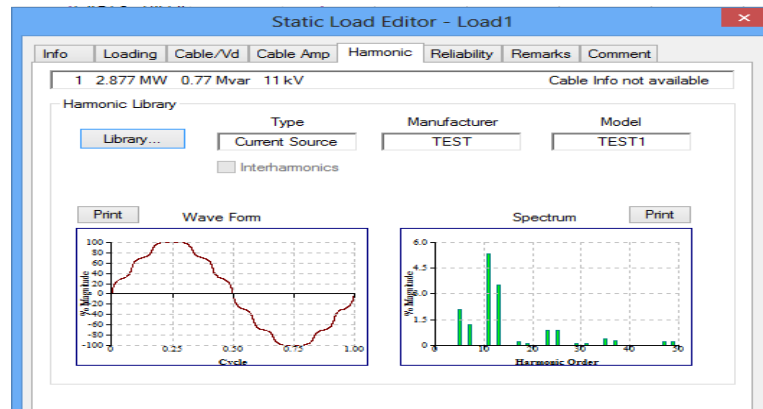 Static Load Editor - Load1
Info Loading Cable/Vd Cable Amp Harmonic Reliability Remarks Comment
1 2.877 MW 0.77 Mvar 11 kV Cable Info not available
Harmonic Library
Type Manufacturer Model
Library... Current Source TEST TEST1
Interharmonics
Print Wave Form Spectrum Print
100
80
60
40
20
0
-20
-40
-60
-80
-100
% Magnitude
0 0.25 0.50 0.75 1.00
Cycle
6.0
4.5
3.0
1.5
0
% Magnitude
0 10 20 30 40 50
Harmonic Order